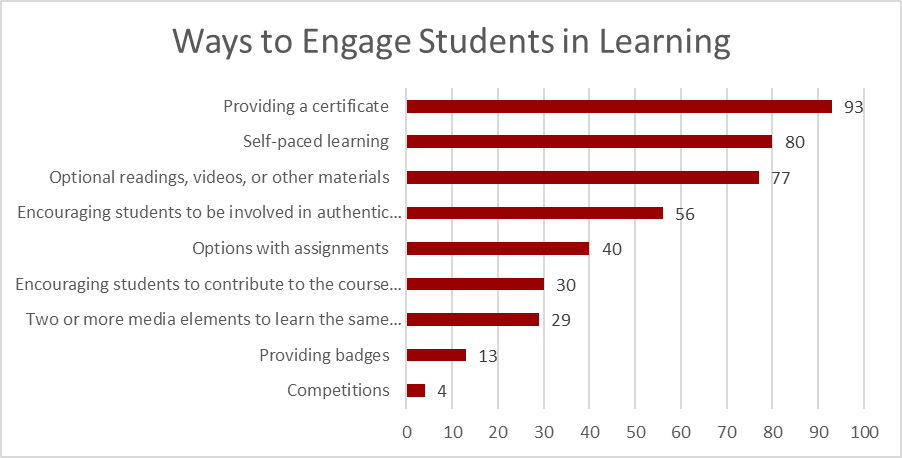 Ways to Engage Students in Learning
Providing a certificate 93
Self-paced learning 80
Optional readings, videos, or other materials 77
Encouraging students to be involved in authentic… 56
Options with assignments 40
Encouraging students to contribute to the course… 30
Two or more media elements to learn the same… 29
Providing badges 13
Competitions 4
0 10 20 30 40 50 60 70 80 90 100